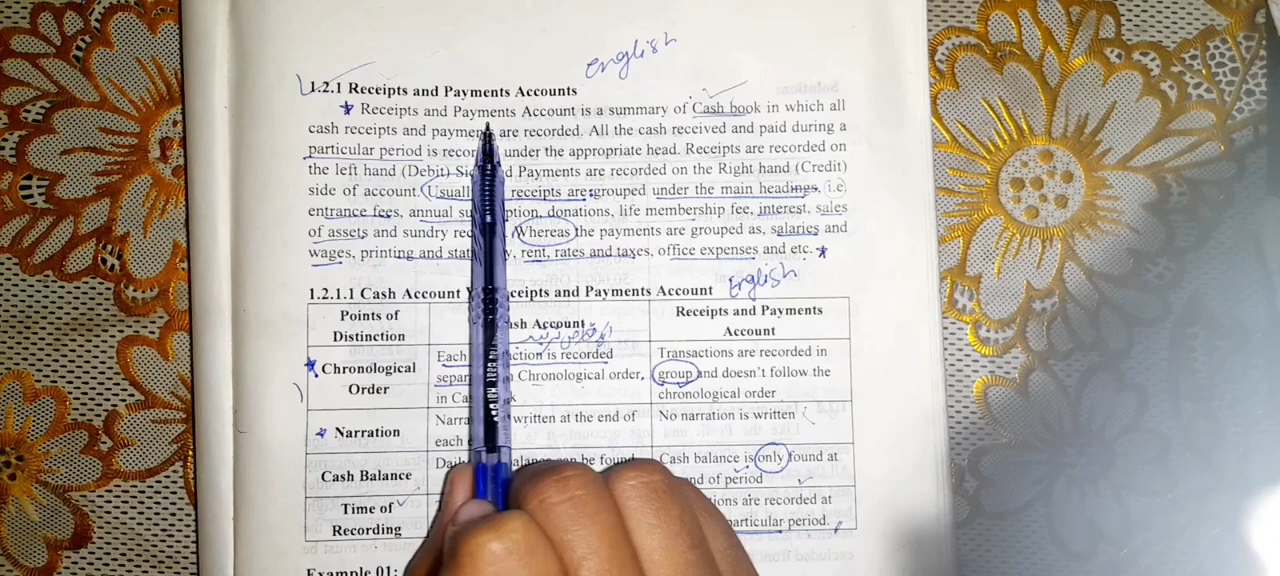 english
1.2.1 Receipts and Payments Accounts
Receipts and Payments Account is a summary of Cash book in which all
cash receipts and payments are recorded. All the cash received and paid during a
particular period is under the appropriate head. Receipts are recorded on
the left hand (Debit) Payments are recorded on the Right hand (Credit)
side of account. receipts are grouped under the main headings, (i.e)
entrance fees, annual donations, life membership fee, interest, sales
of assets and sundry Whereas the payments are grouped as, salaries and
wages, printing and rent, rates and taxes, office expenses and etc.
English
1.2.1.1 Cash Account Receipts and Payments Account
Points of Distinction
Account
Receipts and Payments Account
Chronological Order
Each is recorded
Chronological order,
in
Transactions are recorded in
group and doesn't follow the
chronological order
Narration
written at the end of
each
No narration is written
Cash Balance
be found
Cash balance is only found at
end of period
Time of Recording
are recorded at
particular period.
Example 01: